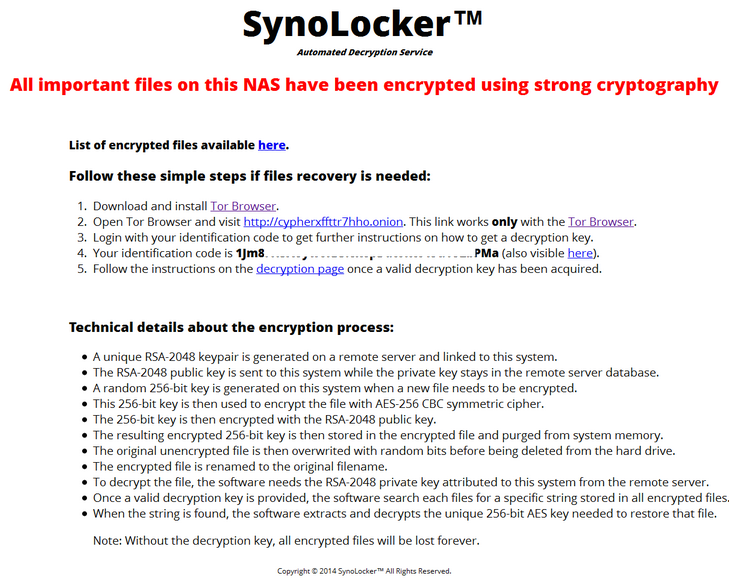 SynoLocker™
Automated Decryption Service
All important files on this NAS have been encrypted using strong cryptography
List of encrypted files available here.
Follow these simple steps if files recovery is needed:
1. Download and install Tor Browser.
2. Open Tor Browser and visit http://cypherxffttr7hho.onion. This link works only with the Tor Browser.
3. Login with your identification code to get further instructions on how to get a decryption key.
4. Your identification code is 1Jm8 PMa (also visible here).
5. Follow the instructions on the decryption page once a valid decryption key has been acquired.
Technical details about the encryption process:
• A unique RSA-2048 keypair is generated on a remote server and linked to this system.
• The RSA-2048 public key is sent to this system while the private key stays in the remote server database.
• A random 256-bit key is generated on this system when a new file needs to be encrypted.
• This 256-bit key is then used to encrypt the file with AES-256 CBC symmetric cipher.
• The 256-bit key is then encrypted with the RSA-2048 public key.
• The resulting encrypted 256-bit key is then stored in the encrypted file and purged from system memory.
• The original unencrypted file is then overwrited with random bits before being deleted from the hard drive.
• The encrypted file is renamed to the original filename.
• To decrypt the file, the software needs the RSA-2048 private key attributed to this system from the remote server.
• Once a valid decryption key is provided, the software search each files for a specific string stored in all encrypted files.
• When the string is found, the software extracts and decrypts the unique 256-bit AES key needed to restore that file.
Note: Without the decryption key, all encrypted files will be lost forever.
Copyright © 2014 SynoLocker™ All Rights Reserved.